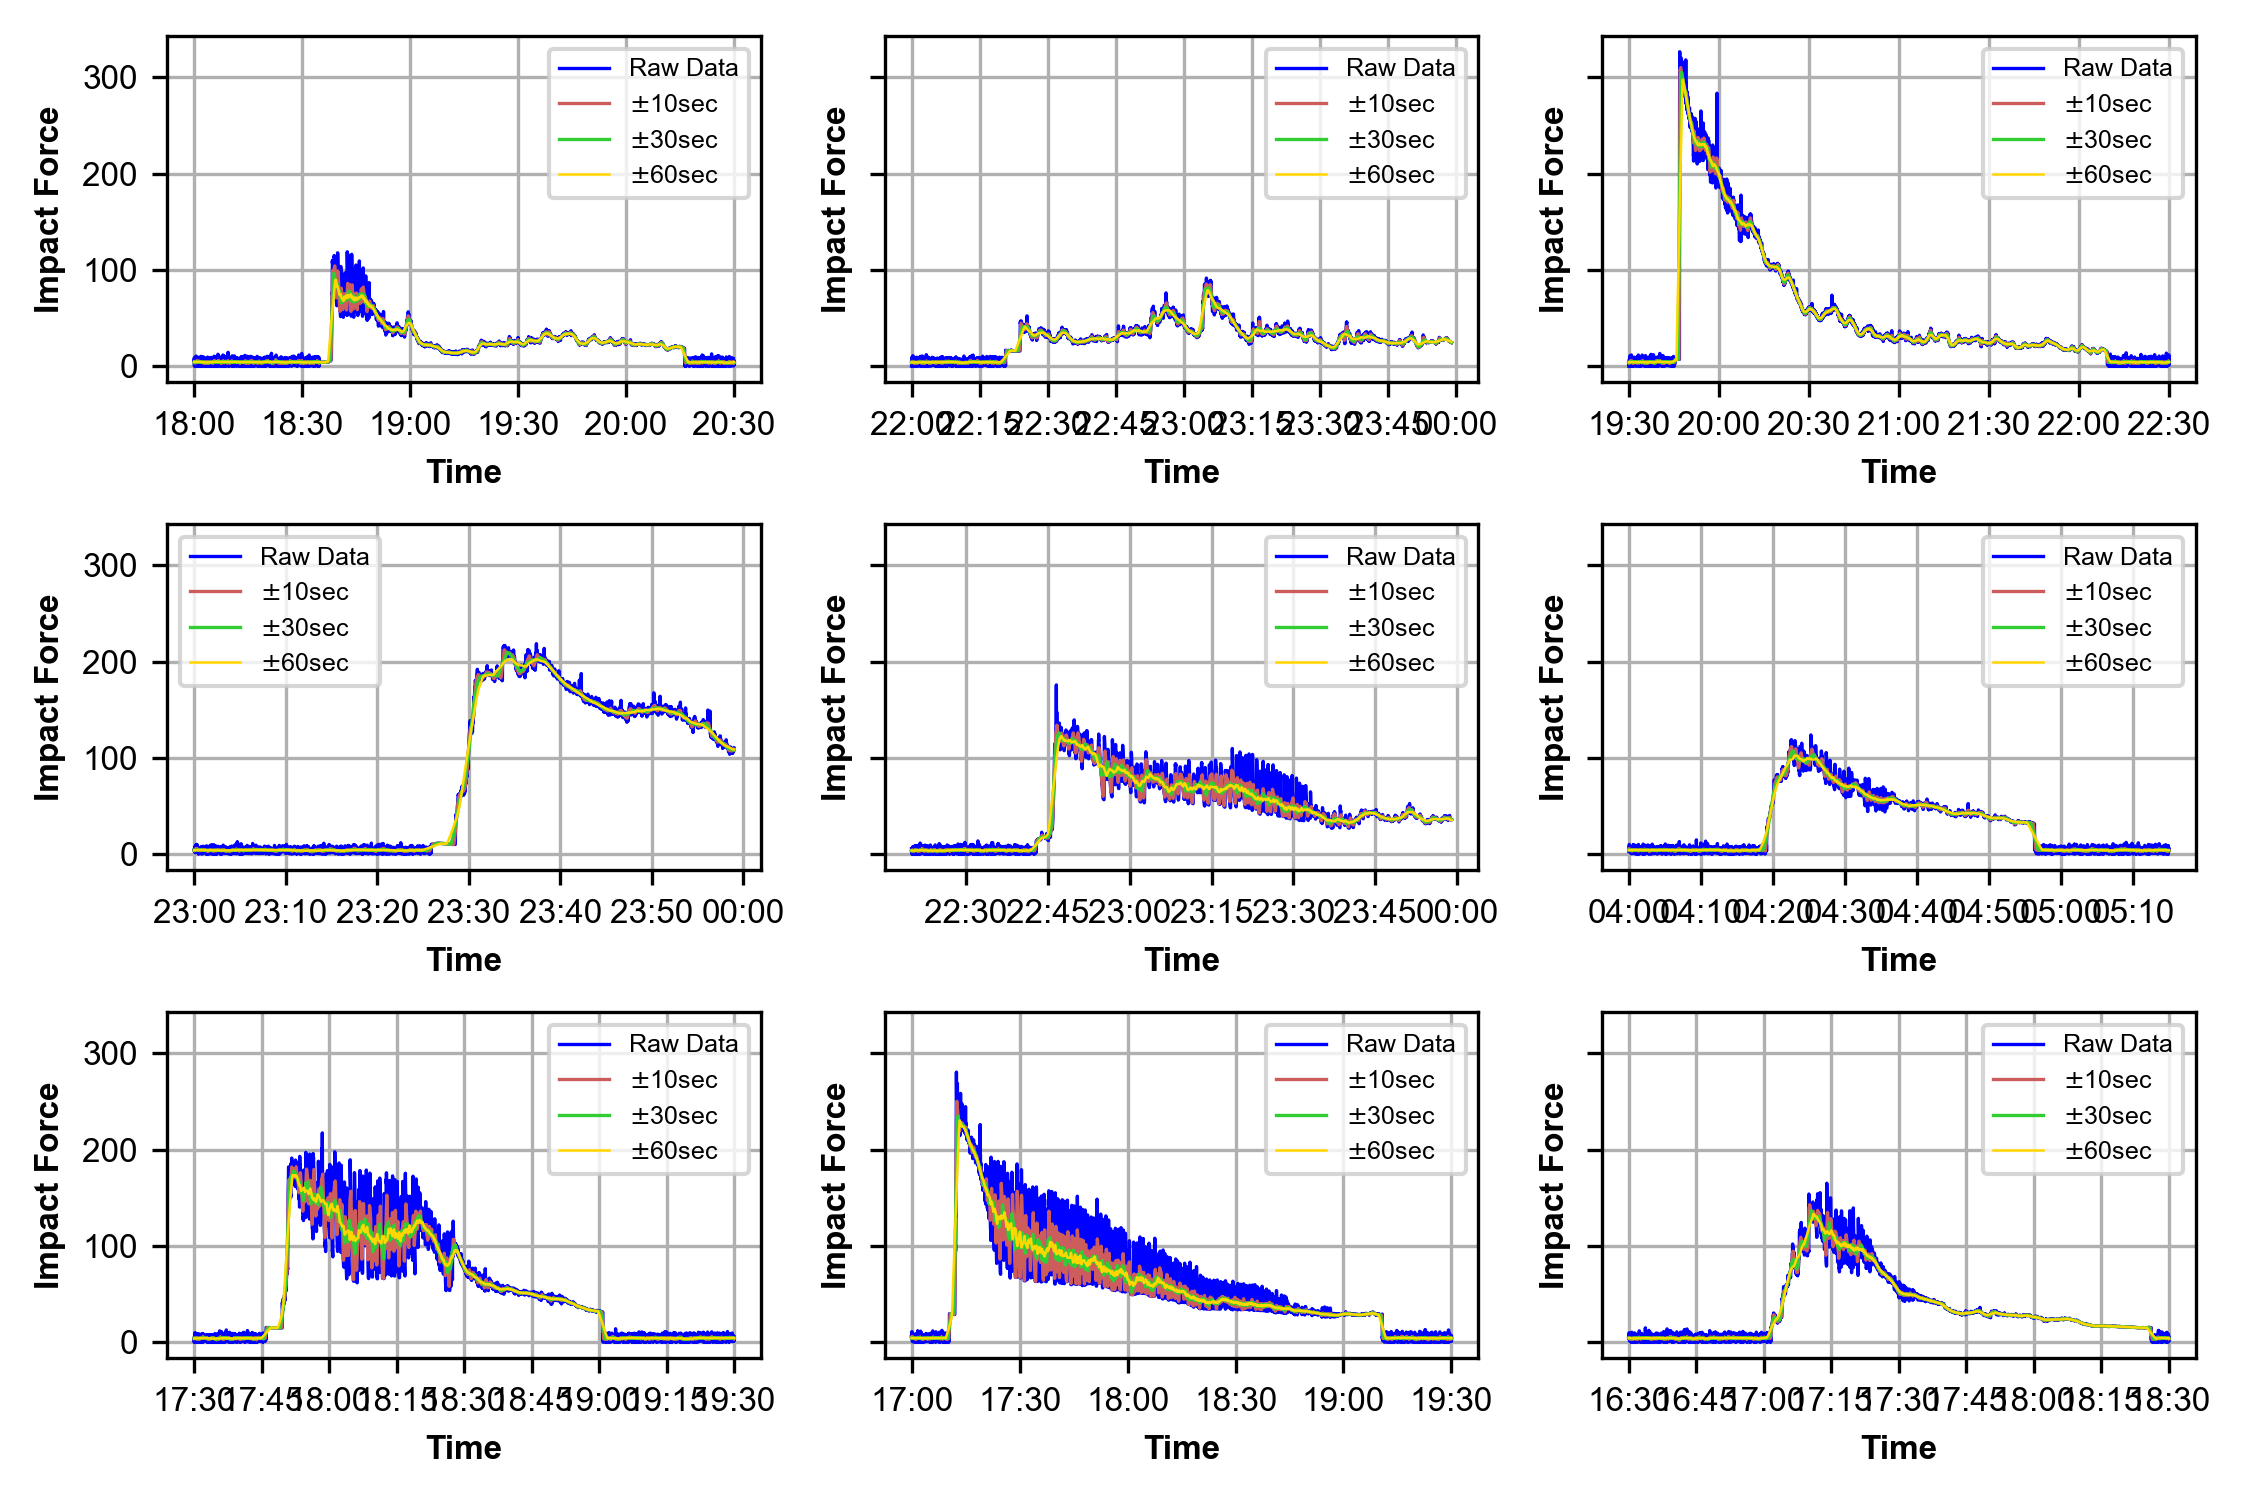 Impact Force
300
200
100
0
Raw Data
±10sec
±30sec
±60sec
18:00 18:30 19:00 19:30 20:00 20:30
Time
Impact Force
Raw Data
±10sec
±30sec
±60sec
22:00 22:15 22:30 22:45 23:00 23:15 23:30 23:45 00:00
Time
Impact Force
Raw Data
±10sec
±30sec
±60sec
19:30 20:00 20:30 21:00 21:30 22:00 22:30
Time
Impact Force
300
200
100
0
Raw Data
±10sec
±30sec
±60sec
23:00 23:10 23:20 23:30 23:40 23:50 00:00
Time
Impact Force
Raw Data
±10sec
±30sec
±60sec
22:30 22:45 23:00 23:15 23:30 23:45 00:00
Time
Impact Force
Raw Data
±10sec
±30sec
±60sec
04:00 04:10 04:20 04:30 04:40 04:50 05:00 05:10
Time
Impact Force
300
200
100
0
Raw Data
±10sec
±30sec
±60sec
17:30 17:45 18:00 18:15 18:30 18:45 19:00 19:15 19:30
Time
Impact Force
Raw Data
±10sec
±30sec
±60sec
17:00 17:30 18:00 18:30 19:00 19:30
Time
Impact Force
Raw Data
±10sec
±30sec
±60sec
16:30 16:45 17:00 17:15 17:30 17:45 18:00 18:15 18:30
Time